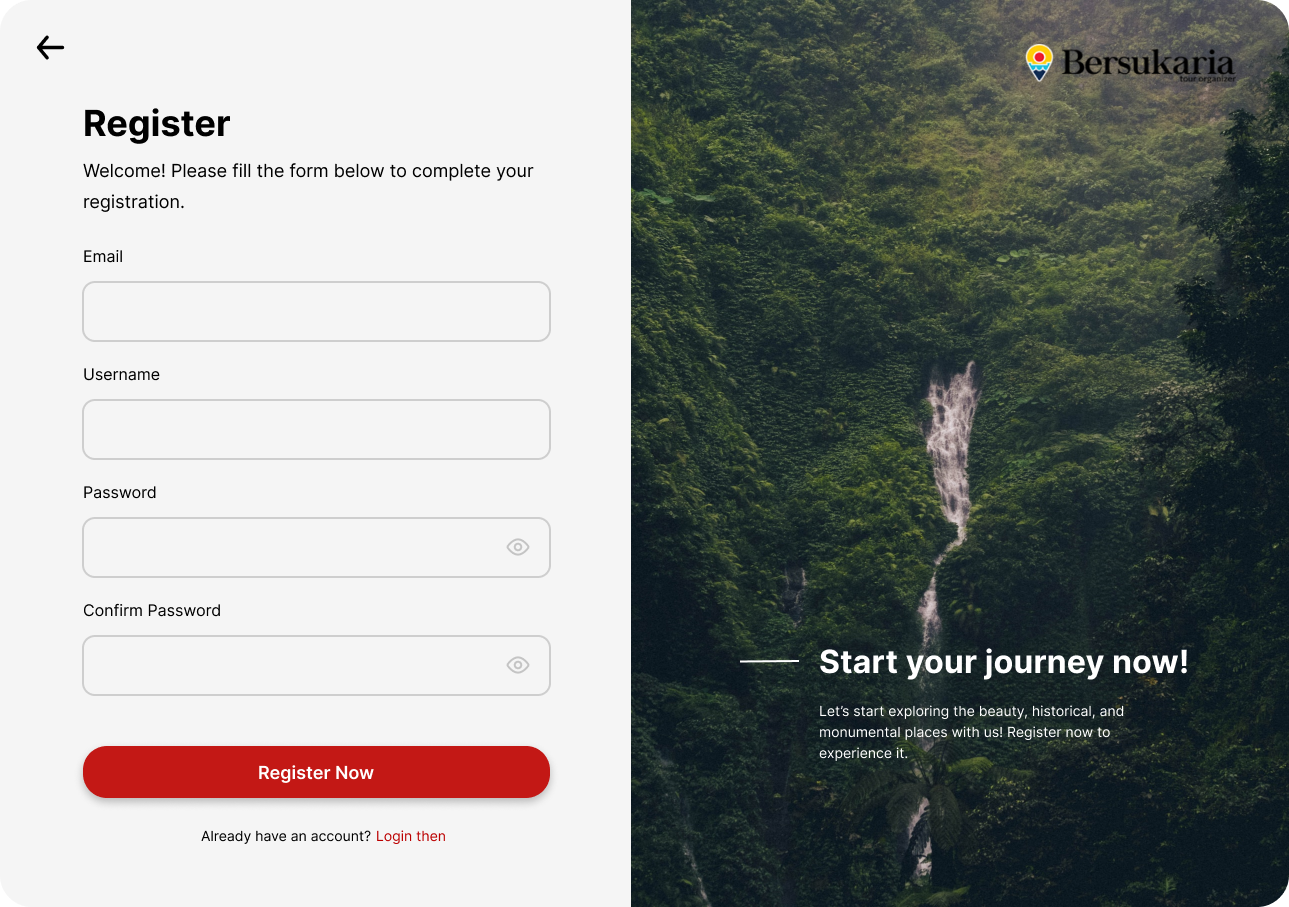 Register
Welcome! Please fill the form below to complete your
registration.
Email
Username
Password
Confirm Password
Register Now
Already have an account? Login then
Bersukaria
tour organizer
Start your journey now!
Let’s start exploring the beauty, historical, and
monumental places with us! Register now to
experience it.